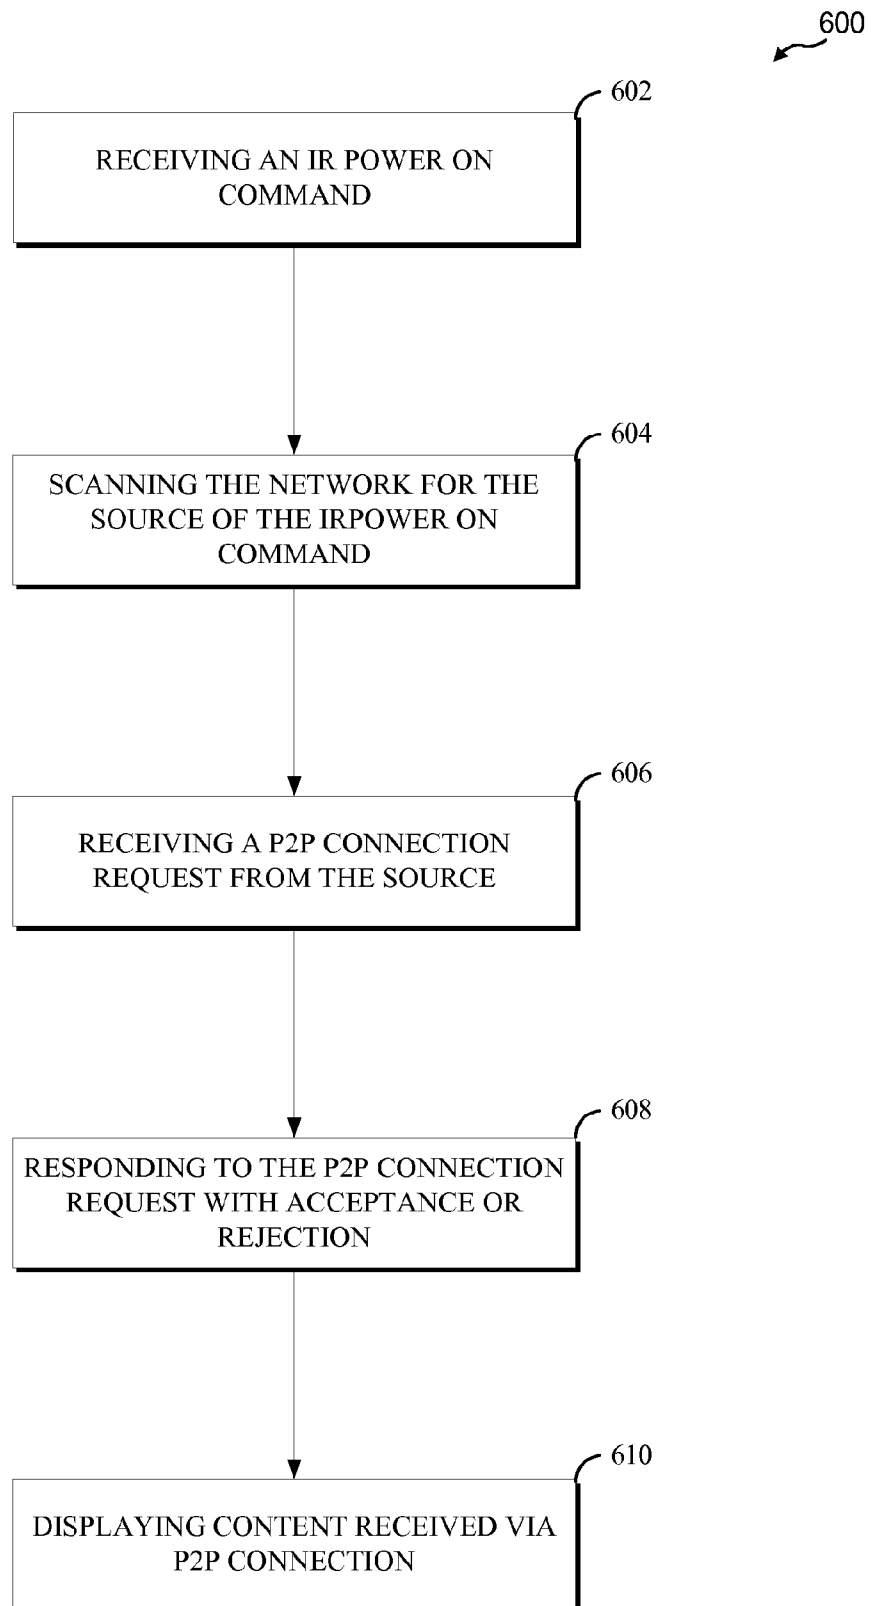 600
602
RECEIVING AN IR POWER ON
COMMAND
604
SCANNING THE NETWORK FOR THE
SOURCE OF THE IRPOWER ON
COMMAND
606
RECEIVING A P2P CONNECTION
REQUEST FROM THE SOURCE
608
RESPONDING TO THE P2P CONNECTION
REQUEST WITH ACCEPTANCE OR
REJECTION
610
DISPLAYING CONTENT RECEIVED VIA
P2P CONNECTION